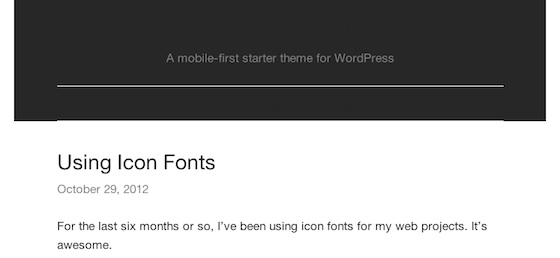 A mobile-first starter theme for WordPress
Using Icon Fonts
October 29, 2012
For the last six months or so, I’ve been using icon fonts for my web projects. It’s
awesome.